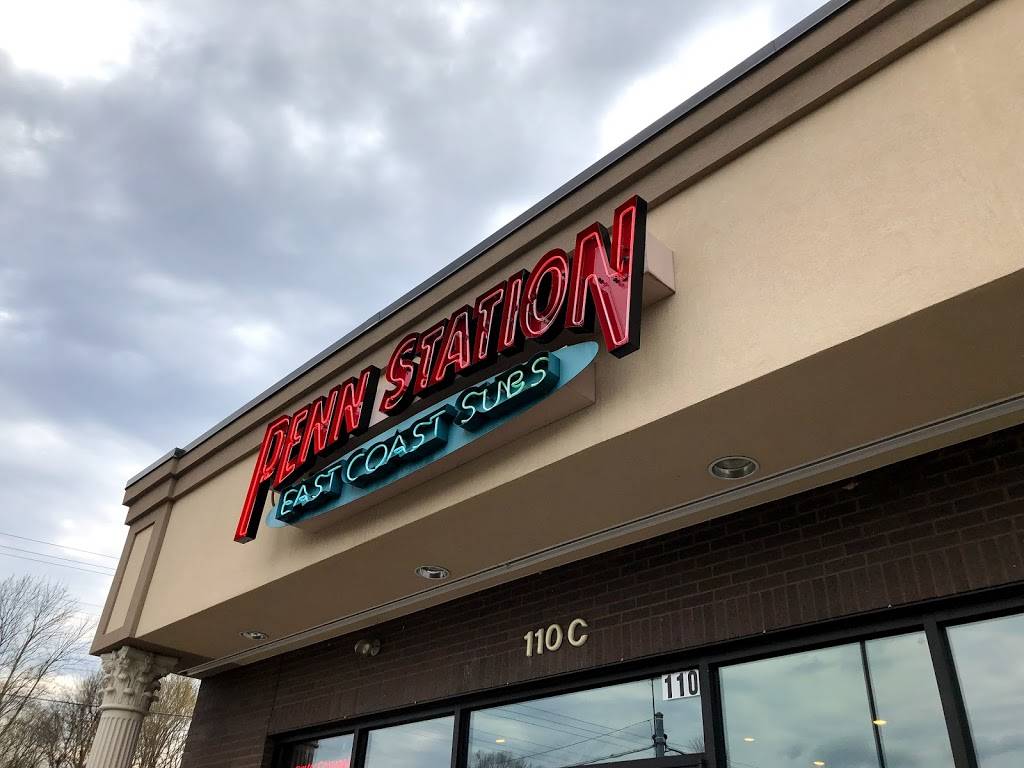 PENN STATION
EAST COAST SUBS
110 C
110